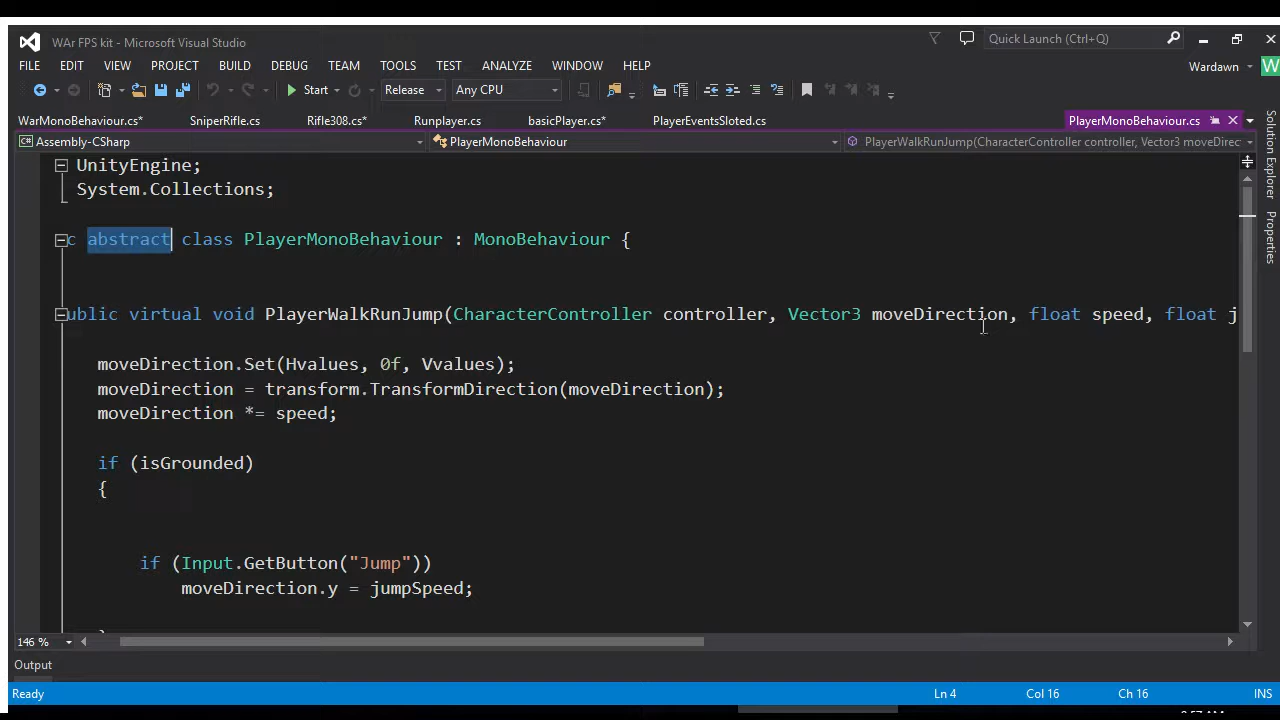 WAr FPS kit - Microsoft Visual Studio
Quick Launch (Ctrl+Q)
FILE EDIT VIEW PROJECT BUILD DEBUG TEAM TOOLS TEST ANALYZE WINDOW HELP
Wardawn W
Start Release Any CPU
WarMonoBehaviour.cs* SniperRifle.cs Rifle308.cs* Runplayer.cs basicPlayer.cs* PlayerEventsSloted.cs PlayerMonoBehaviour.cs
Assembly-CSharp PlayerMonoBehaviour PlayerWalkRunJump(CharacterController controller, Vector3 moveDirec
UnityEngine;
System.Collections;
c abstract class PlayerMonoBehaviour : MonoBehaviour {
ublic virtual void PlayerWalkRunJump(CharacterController controller, Vector3 moveDirection, float speed, float j
moveDirection.Set(Hvalues, 0f, Vvalues);
moveDirection = transform.TransformDirection(moveDirection);
moveDirection *= speed;
if (isGrounded)
{
if (Input.GetButton("Jump"))
moveDirection.y = jumpSpeed;
}
146 %
Output
Ready Ln 4 Col 16 Ch 16 INS
Solution Explorer
Properties